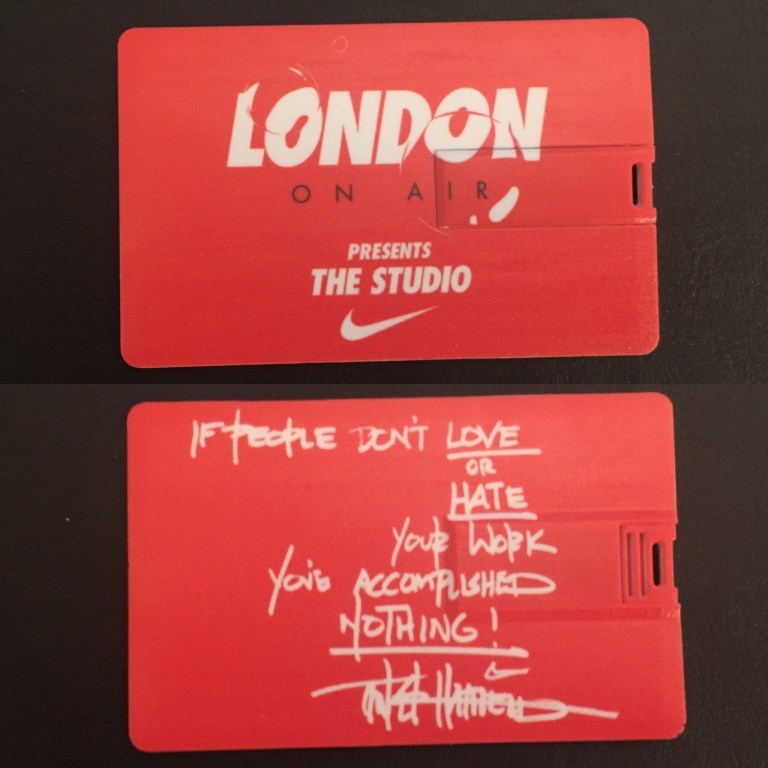 LONDON
ON AIR
PRESENTS
THE STUDIO
IF PEOPLE DON'T LOVE
OR
HATE
YOUR WORK
YOU'VE ACCOMPLISHED
NOTHING!